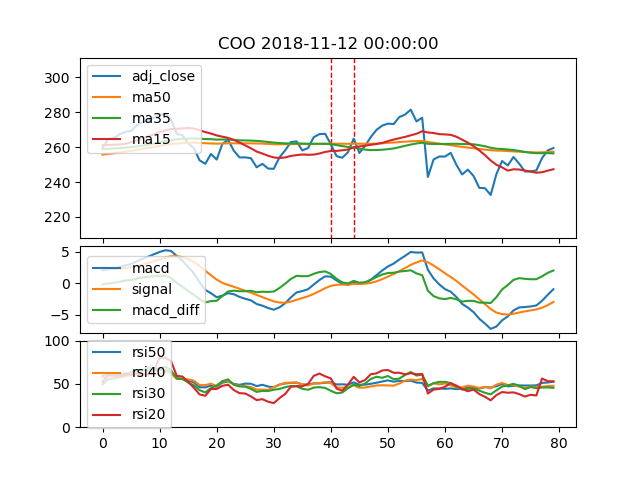 COO 2018-11-12 00:00:00
300
280
260
240
220
adj_close
ma50
ma35
ma15
5
0
−5
macd
signal
macd_diff
100
50
0
rsi50
rsi40
rsi30
rsi20
0 10 20 30 40 50 60 70 80